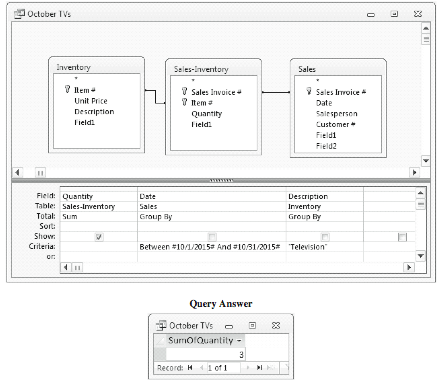 October TVs
Inventory
*
Item #
Unit Price
Description
Field1
Sales-Inventory
*
Sales Invoice #
Item #
Quantity
Field1
Sales
*
Sales Invoice #
Date
Salesperson
Customer #
Field1
Field2
Field: Quantity Date Description
Table: Sales-Inventory Sales Inventory
Total: Sum Group By Group By
Sort:
Show:
Criteria: Between #10/1/2015# And #10/31/2015# "Television"
or:
Query Answer
October TVs
SumOfQuantity
3
Record: 1 of 1